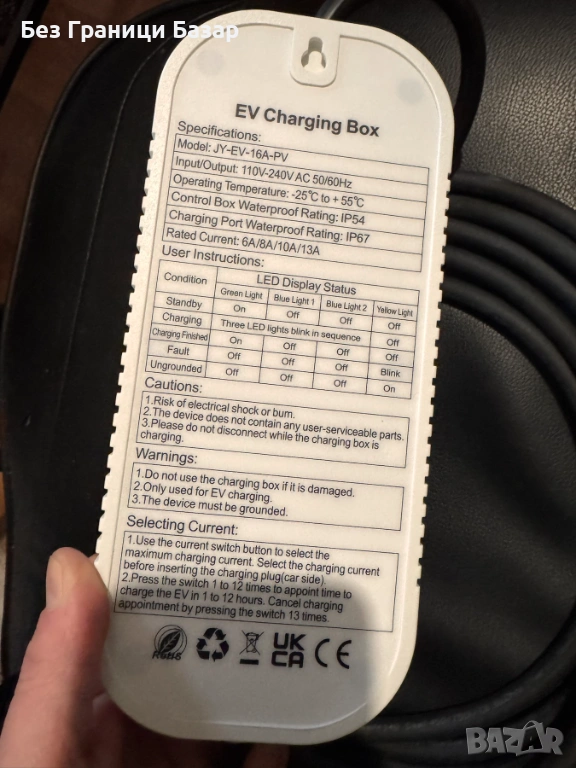 Без Граници Базар
EV Charging Box
Specifications:
Model: JY-EV-16A-PV
Input/Output: 110V-240V AC 50/60Hz
Operating Temperature: -25℃ to + 55℃
Control Box Waterproof Rating: IP54
Charging Port Waterproof Rating: IP67
Rated Current: 6A/8A/10A/13A
User Instructions:
Condition LED Display Status
Green Light Blue Light 1 Blue Light 2 Yellow Light
Standby On Off Off Off
Charging Three LED lights blink in sequence Off
Charging Finished On Off Off Off
Fault Off Off Off Blink
Ungrounded Off Off Off On
Cautions:
1.Risk of electrical shock or burn.
2.The device does not contain any user-serviceable parts.
3.Please do not disconnect while the charging box is
charging.
Warnings:
1.Do not use the charging box if it is damaged.
2.Only used for EV charging.
3.The device must be grounded.
Selecting Current:
1.Use the current switch button to select the
maximum charging current. Select the charging current
before inserting the charging plug(car side).
2.Press the switch 1 to 12 times to appoint time to
charge the EV in 1 to 12 hours. Cancel charging
appointment by pressing the switch 13 times.
RoHS UK CA CE
BAZAR